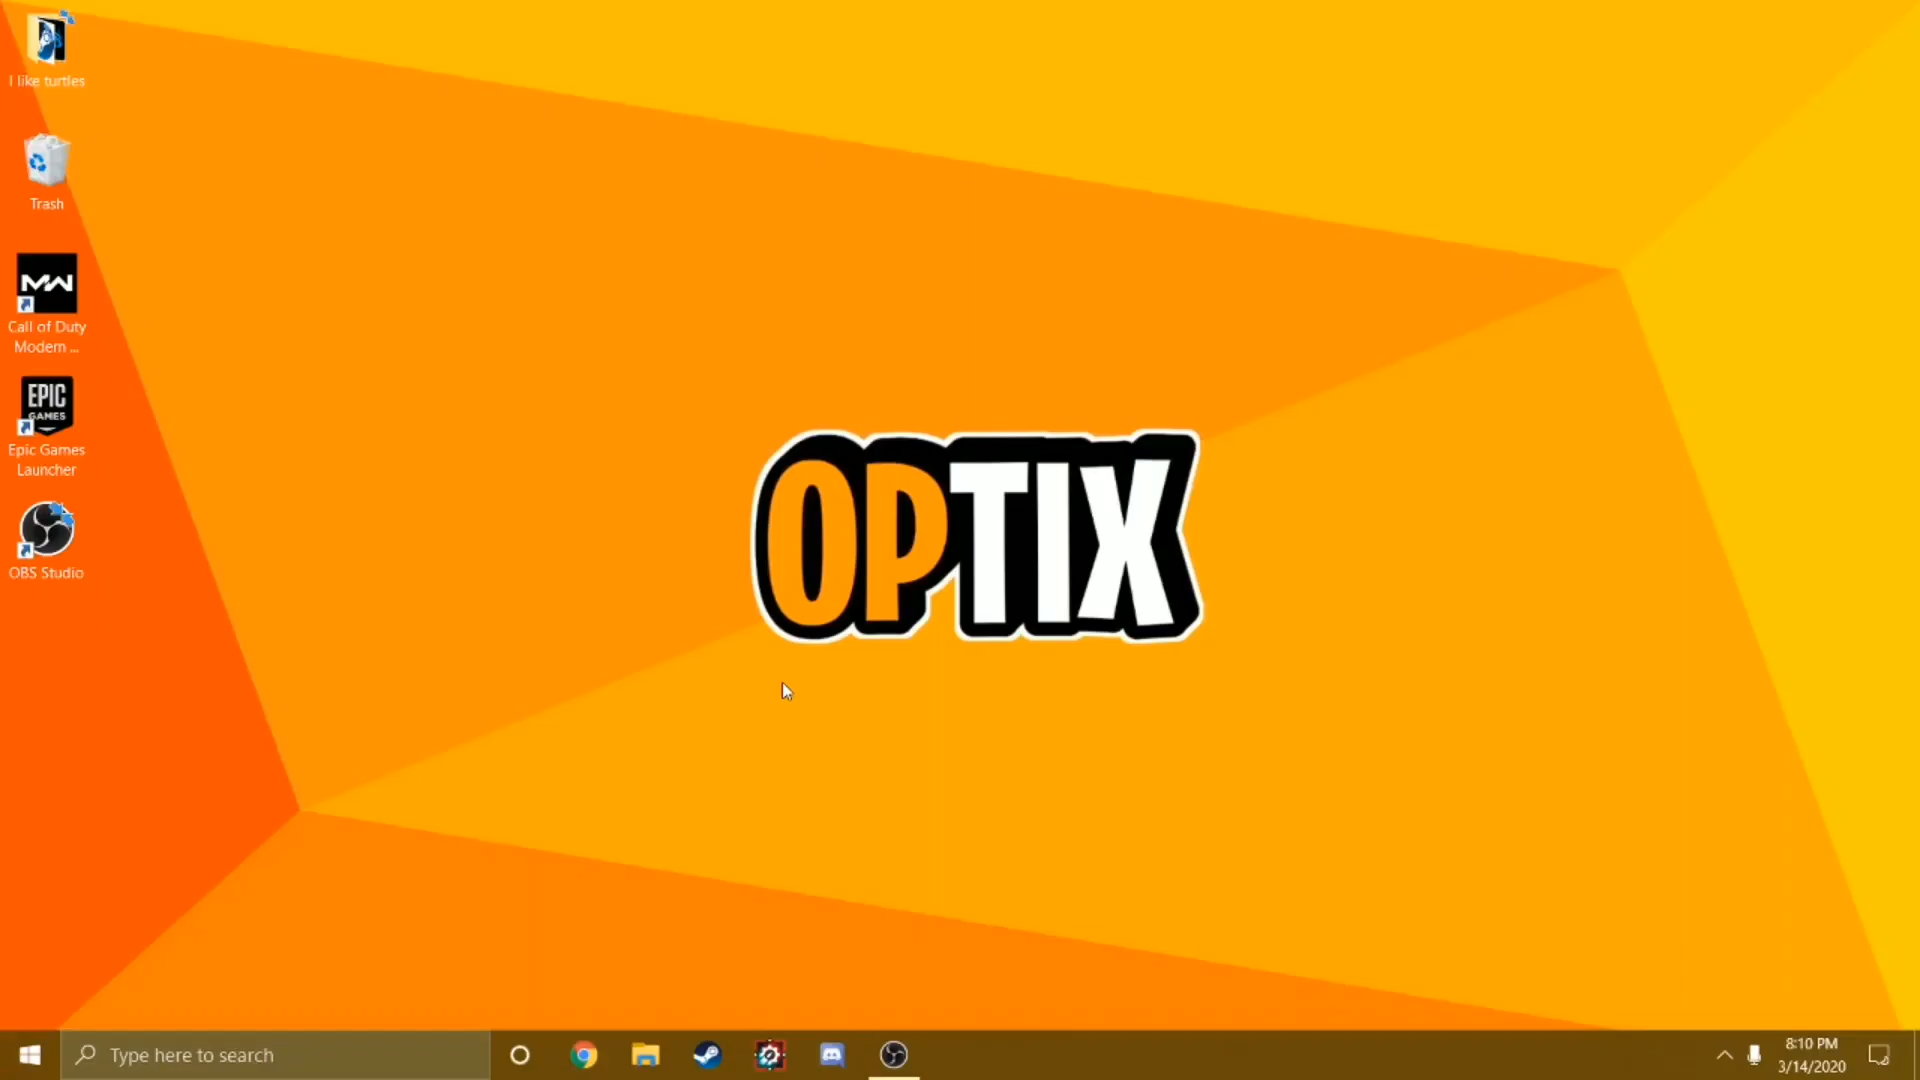 I like turtles
Trash
MW
Call of Duty
Modern ...
EPIC
GAMES
Epic Games
Launcher
OBS Studio
OPTIX
Type here to search
8:10 PM
3/14/2020